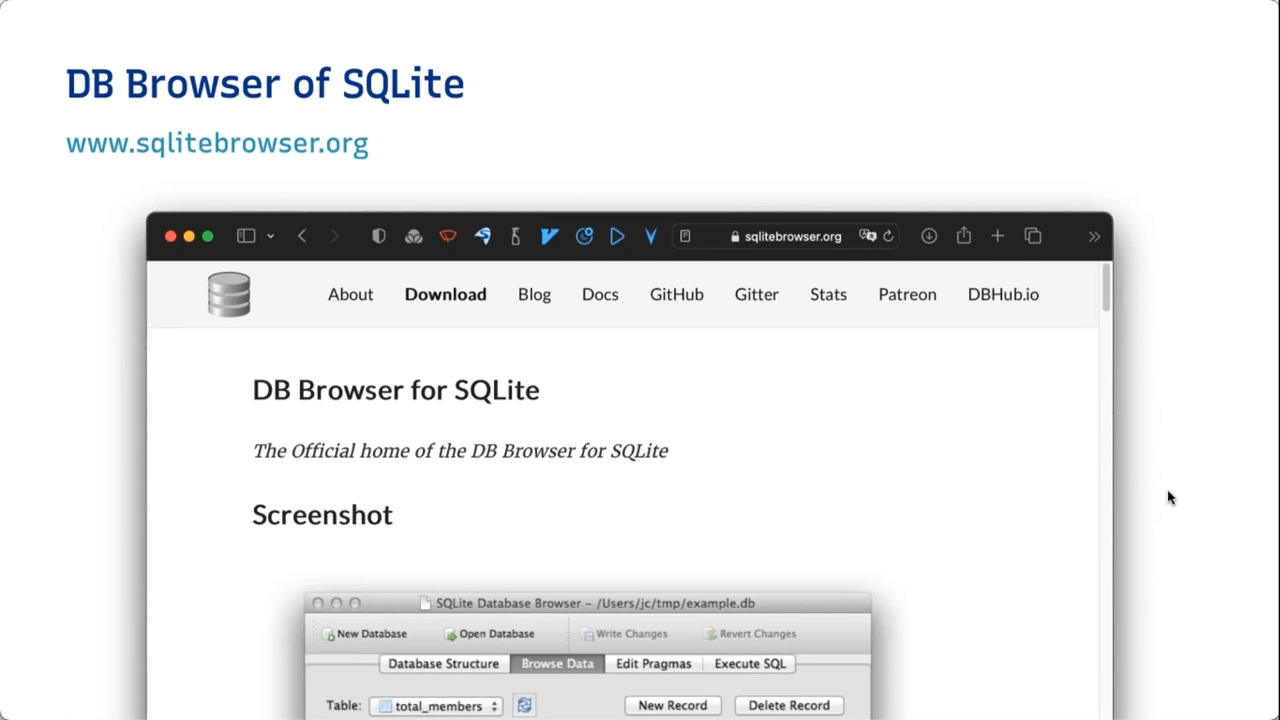 DB Browser of SQLite
www.sqlitebrowser.org
sqlitebrowser.org
About Download Blog Docs GitHub Gitter Stats Patreon DBHub.io
DB Browser for SQLite
The Official home of the DB Browser for SQLite
Screenshot
SQLite Database Browser - /Users/jc/tmp/example.db
New Database Open Database Write Changes Revert Changes
Database Structure Browse Data Edit Pragmas Execute SQL
Table: total_members New Record Delete Record